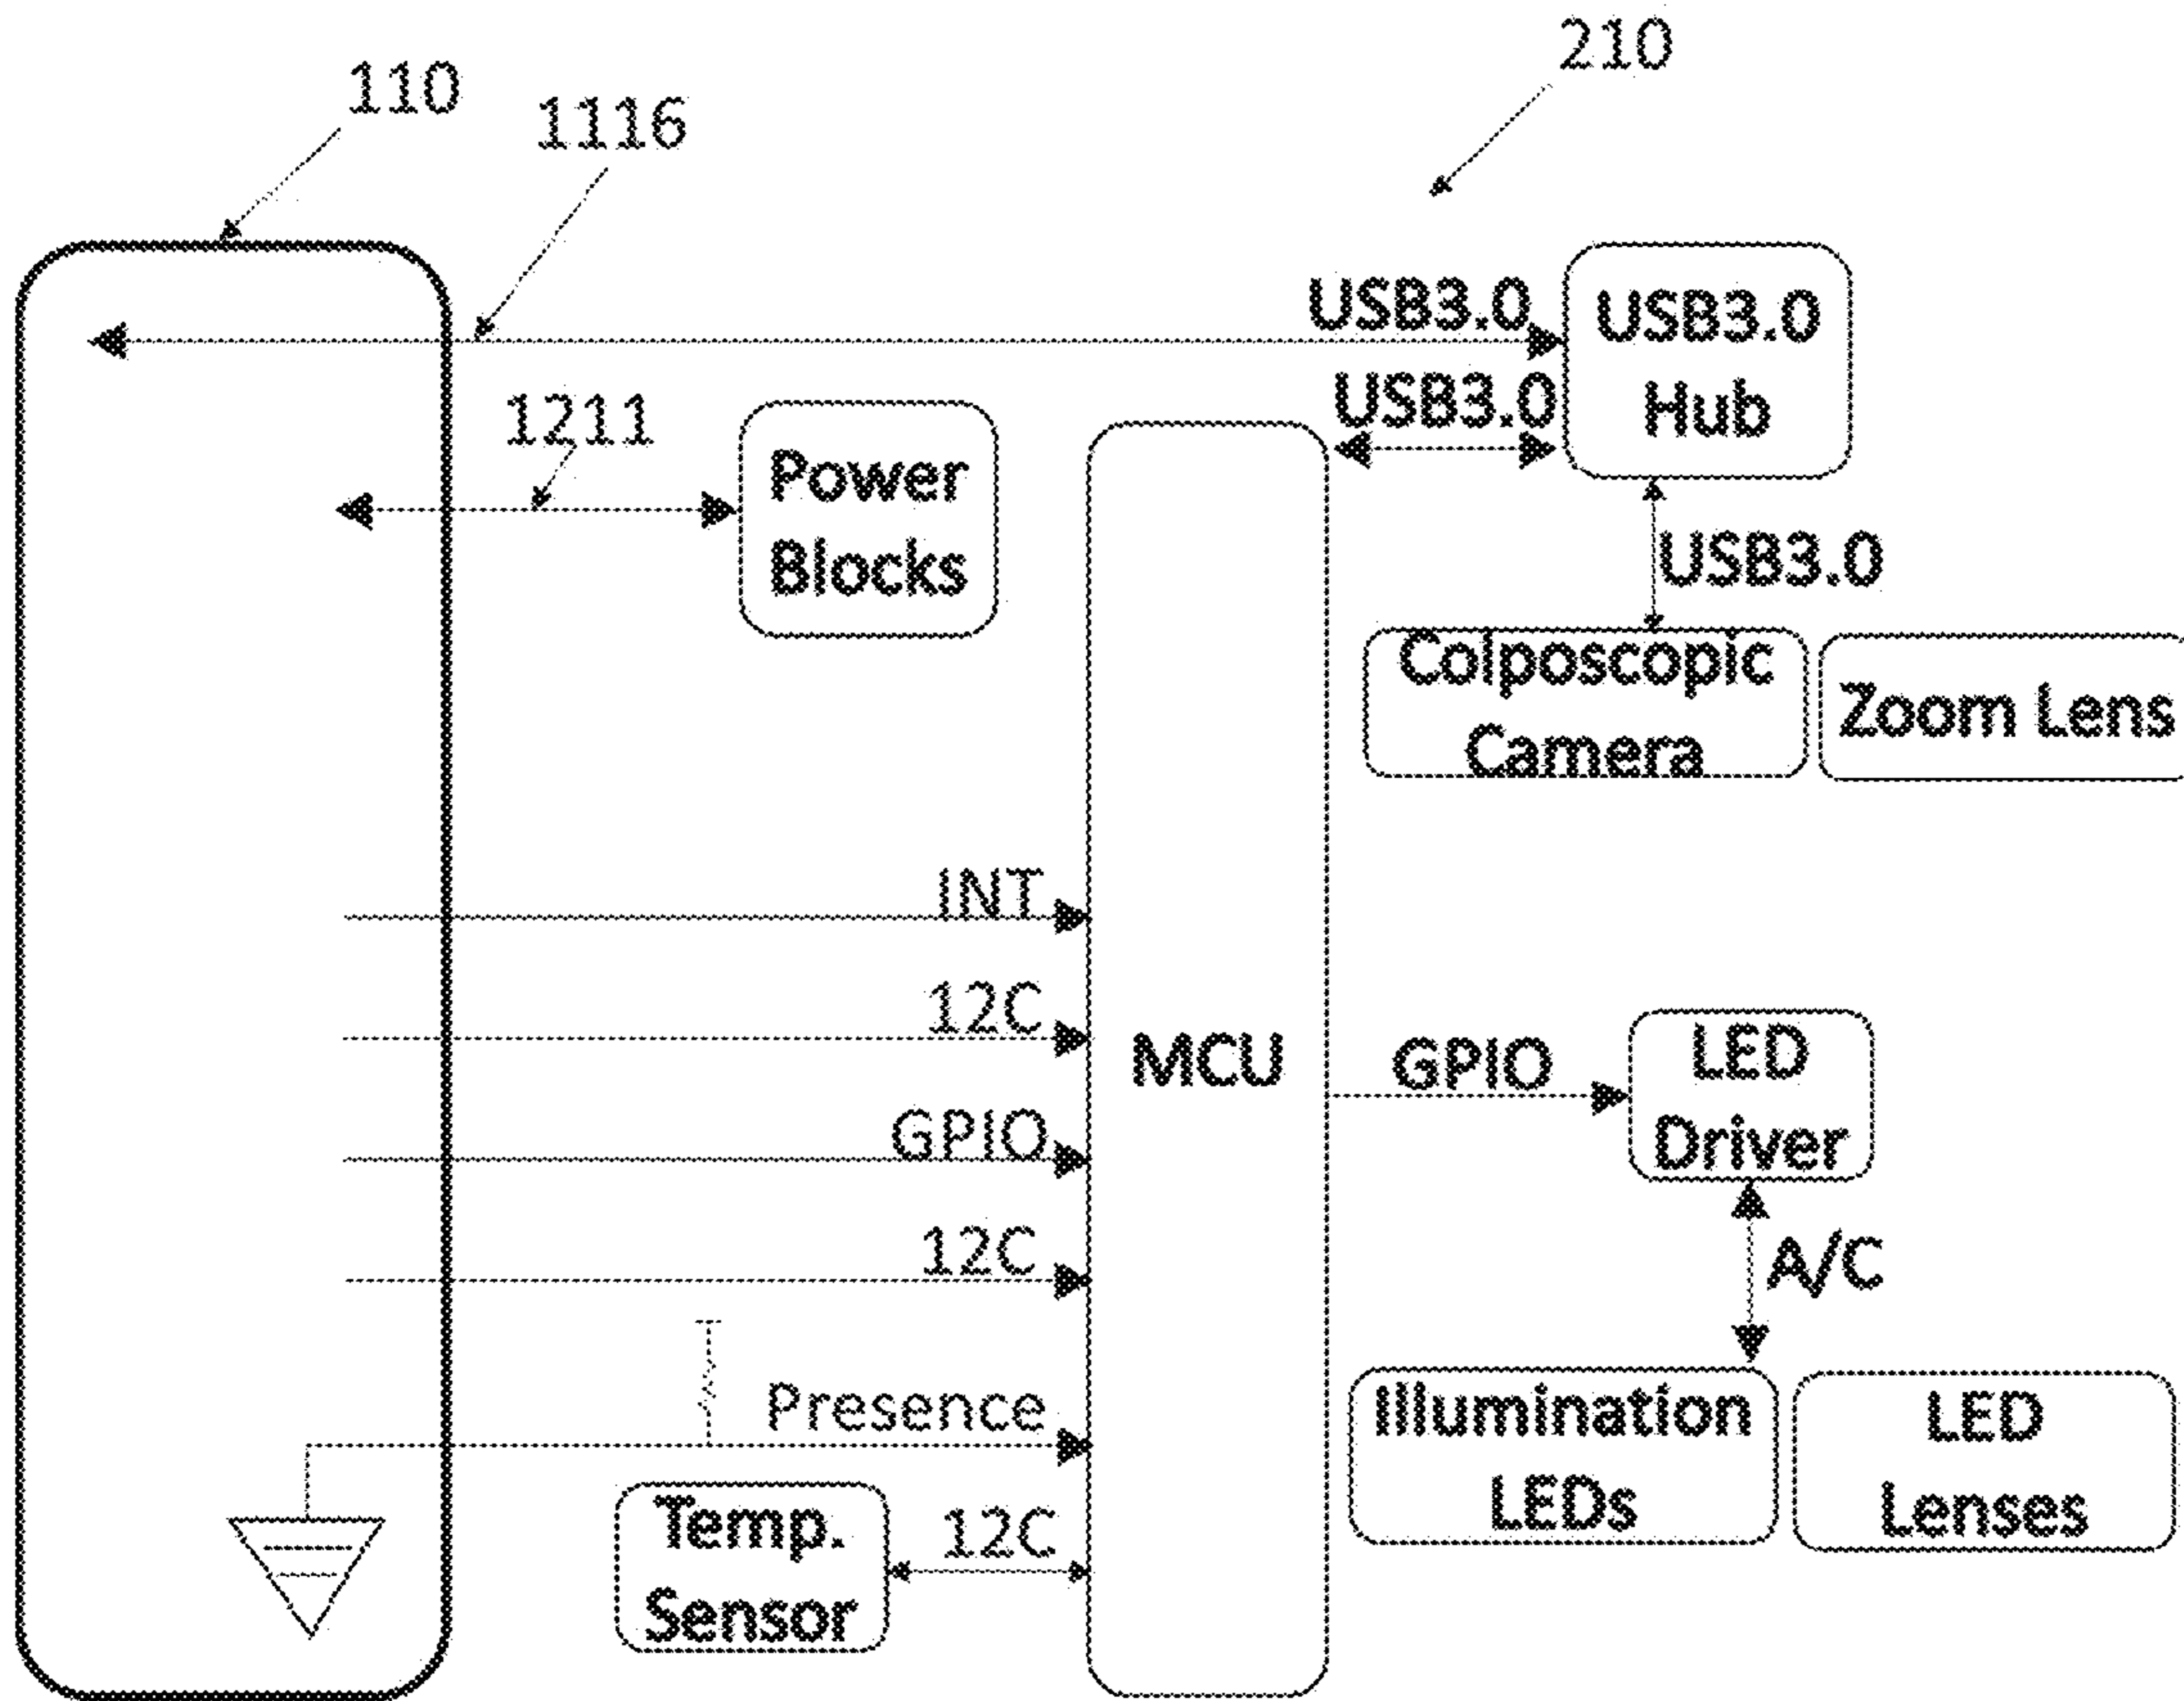 210
110
1116
USB3.0
USB3.0
Hub
USB3.0
1211
Power
Blocks
USB3.0
Colposcopic
Camera
Zoom Lens
INT
12C
MCU
GPIO
LED
Driver
GPIO
12C
A/C
Presence
Illumination
LEDs
LED
Lenses
Temp.
Sensor
12C